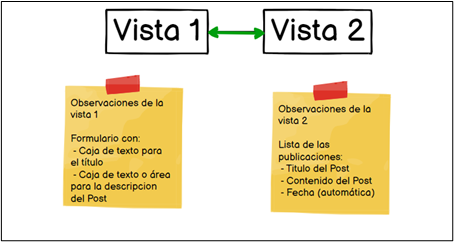 Vista 1
Vista 2
Observaciones de la
vista 1
Formulario con:
- Caja de texto para
el título
- Caja de texto o área
para la descripcion
del Post
Observaciones de la
vista 2
Lista de las
publicaciones:
- Titulo del Post
- Contenido del Post
- Fecha (automática)